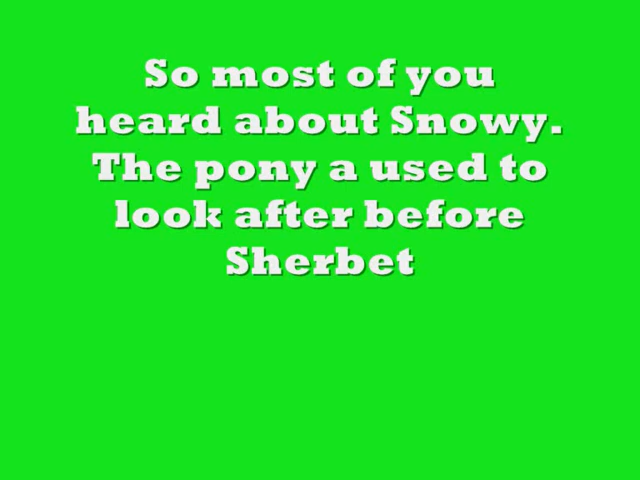 So most of you
heard about Snowy.
The pony a used to
look after before
Sherbet